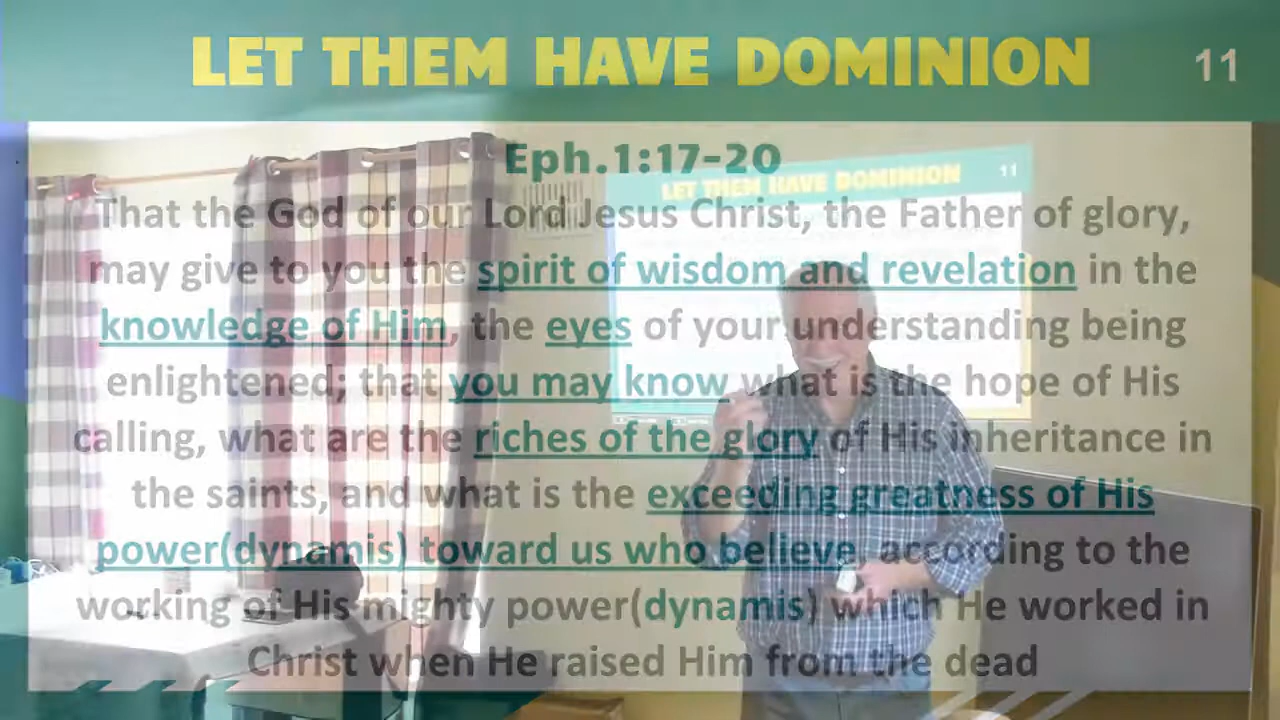 LET THEM HAVE DOMINION
11
Eph.1:17-20
LET THEM HAVE DOMINION
11
That the God of our Lord Jesus Christ, the Father of glory,
may give to you the spirit of wisdom and revelation in the
knowledge of Him, the eyes of your understanding being
enlightened; that you may know what is the hope of His
calling, what are the riches of the glory of His inheritance in
the saints, and what is the exceeding greatness of His
power(dynamis) toward us who believe, according to the
working of His mighty power(dynamis) which He worked in
Christ when He raised Him from the dead